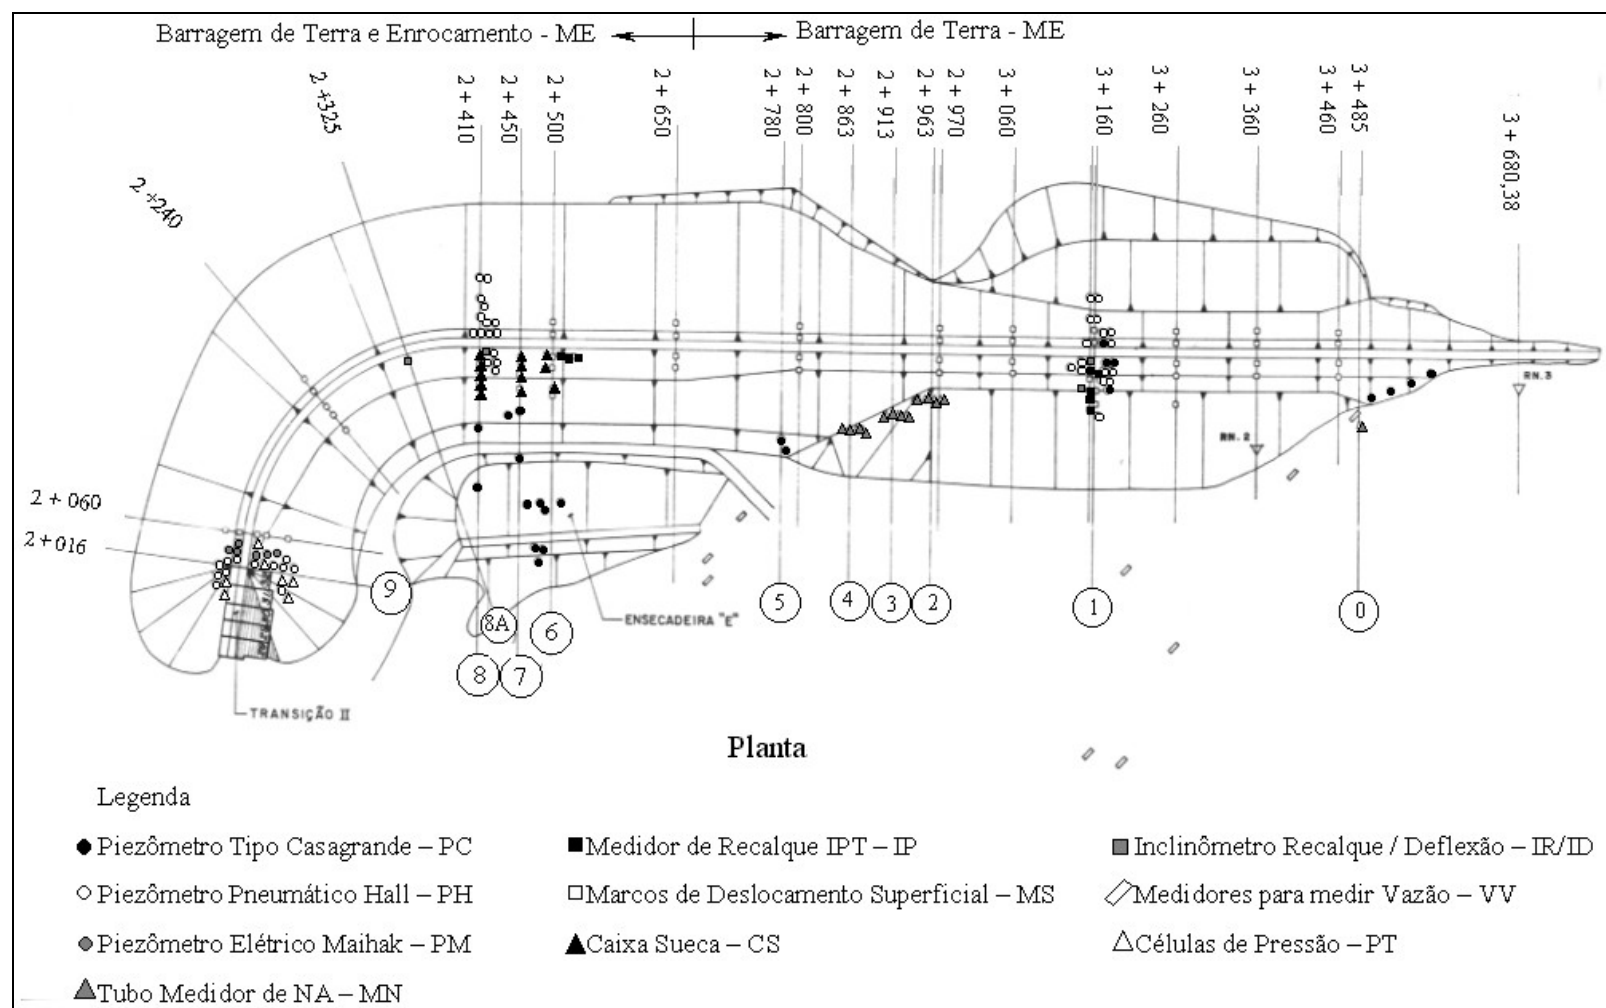 Barragem de Terra e Enrocamento - ME
Barragem de Terra - ME
2 + 060
2 + 016
2 +240
2 +325
2 + 410
2 + 450
2 + 500
2 + 650
2 + 780
2 + 800
2 + 863
2 + 913
2 + 963
2 + 970
3 + 060
3 + 160
3 + 260
3 + 360
3 + 460
3 + 485
3 + 680,38
RN.3
RN.2
9
8A
8
7
6
5
4
3
2
1
0
ENSECADEIRA "E"
TRANSIÇÃO II
Planta
Legenda
Piezômetro Tipo Casagrande – PC
Medidor de Recalque IPT – IP
Inclinômetro Recalque / Deflexão – IR/ID
Piezômetro Pneumático Hall – PH
Marcos de Deslocamento Superficial – MS
Medidores para medir Vazão – VV
Piezômetro Elétrico Maihak – PM
Caixa Sueca – CS
Células de Pressão – PT
Tubo Medidor de NA – MN